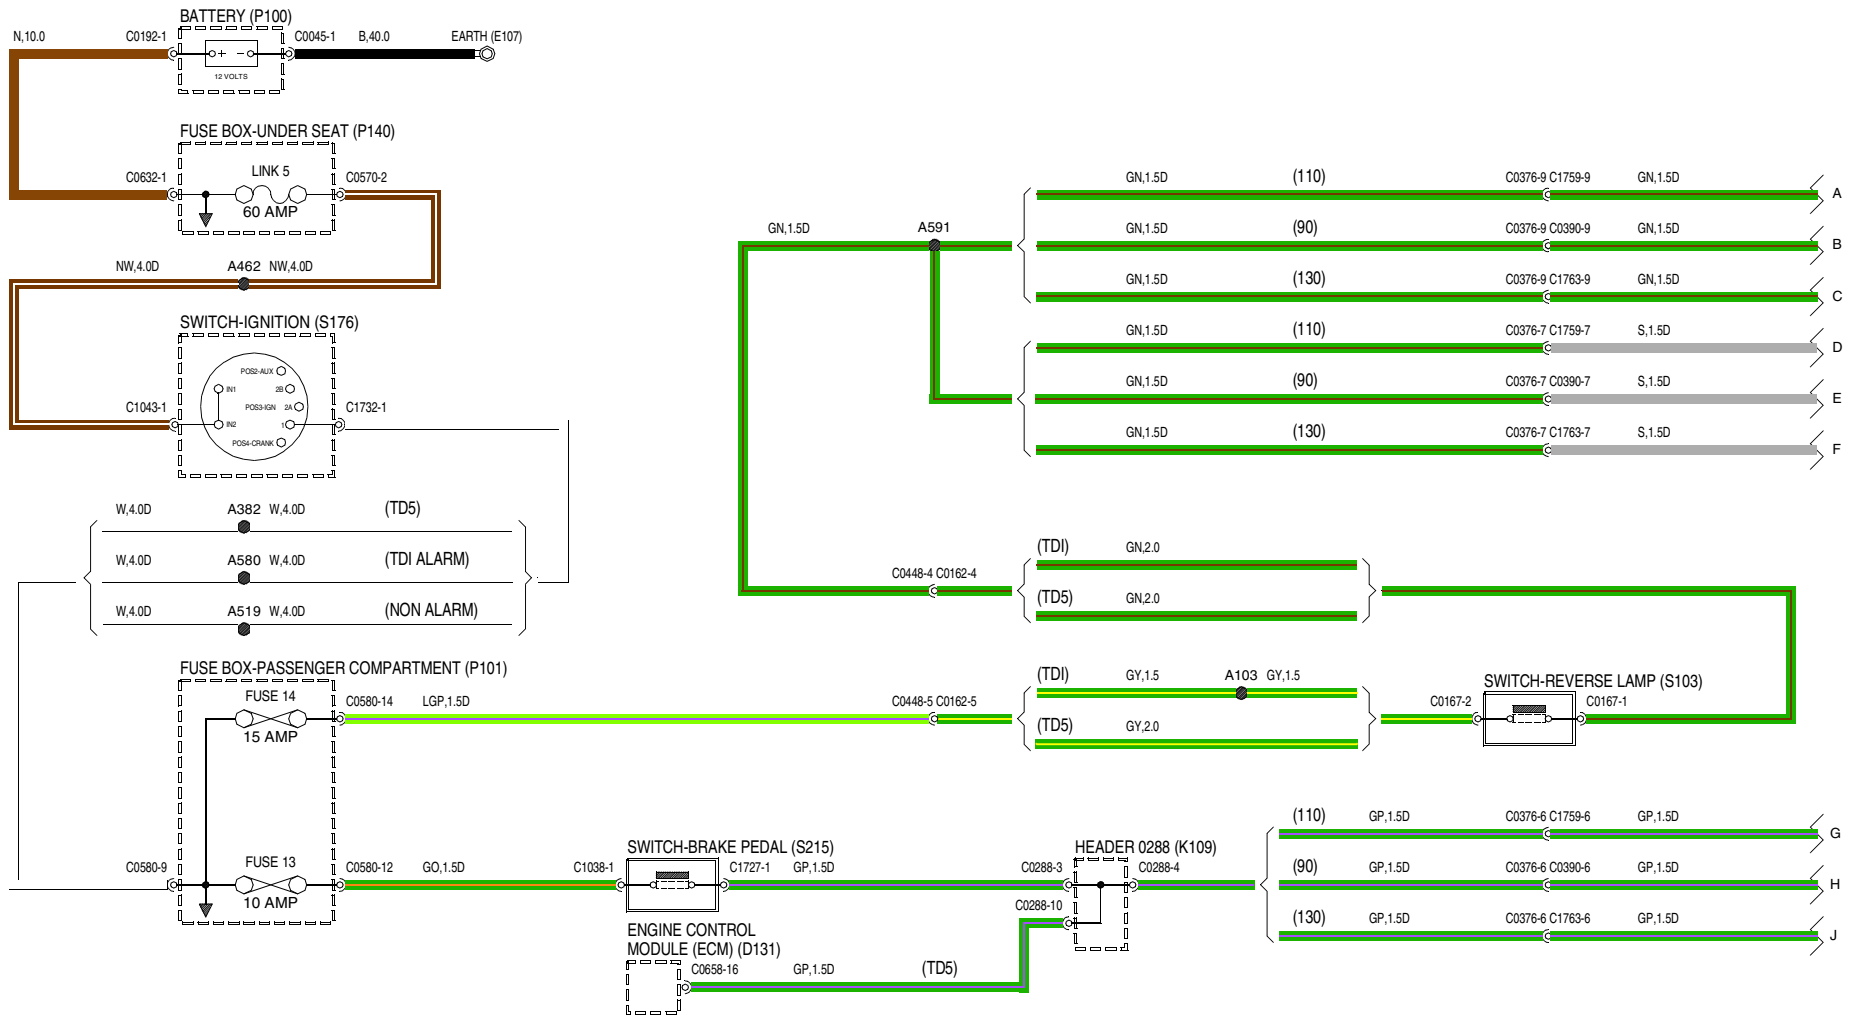 BATTERY (P100)
N,10.0
C0192-1
C0045-1
B,40.0
EARTH (E107)
+ −
12 VOLTS
FUSE BOX-UNDER SEAT (P140)
C0632-1
LINK 5
C0570-2
60 AMP
NW,4.0D
A462
NW,4.0D
SWITCH-IGNITION (S176)
POS2-AUX
IN1
2B
POS3-IGN
2A
C1043-1
C1732-1
IN2
1
POS4-CRANK
W,4.0D
A382
W,4.0D
(TD5)
W,4.0D
A580
W,4.0D
(TDI ALARM)
W,4.0D
A519
W,4.0D
(NON ALARM)
FUSE BOX-PASSENGER COMPARTMENT (P101)
FUSE 14
C0580-14
LGP,1.5D
15 AMP
C0580-9
FUSE 13
C0580-12
GO,1.5D
10 AMP
C1038-1
SWITCH-BRAKE PEDAL (S215)
C1727-1
GP,1.5D
ENGINE CONTROL
MODULE (ECM) (D131)
C0658-16
GP,1.5D
(TD5)
C0288-3
C0288-10
HEADER 0288 (K109)
C0288-4
GN,1.5D
A591
GN,1.5D
(110)
C0376-9 C1759-9
GN,1.5D
A
GN,1.5D
(90)
C0376-9 C0390-9
GN,1.5D
B
GN,1.5D
(130)
C0376-9 C1763-9
GN,1.5D
C
GN,1.5D
(110)
C0376-7 C1759-7
S,1.5D
D
GN,1.5D
(90)
C0376-7 C0390-7
S,1.5D
E
GN,1.5D
(130)
C0376-7 C1763-7
S,1.5D
F
C0448-4 C0162-4
(TDI)
GN,2.0
(TD5)
GN,2.0
C0448-5 C0162-5
(TDI)
GY,1.5
A103
GY,1.5
(TD5)
GY,2.0
SWITCH-REVERSE LAMP (S103)
C0167-2
C0167-1
(110)
GP,1.5D
C0376-6 C1759-6
GP,1.5D
G
(90)
GP,1.5D
C0376-6 C0390-6
GP,1.5D
H
(130)
GP,1.5D
C0376-6 C1763-6
GP,1.5D
J